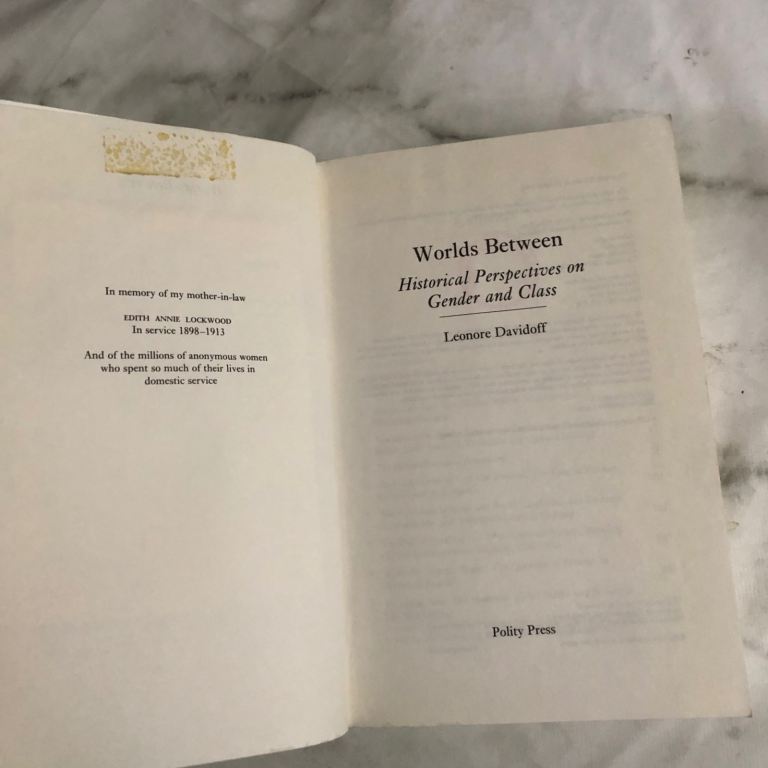 In memory of my mother-in-law
EDITH ANNIE LOCKWOOD
In service 1898–1913
And of the millions of anonymous women
who spent so much of their lives in
domestic service
Worlds Between
Historical Perspectives on
Gender and Class
Leonore Davidoff
Polity Press